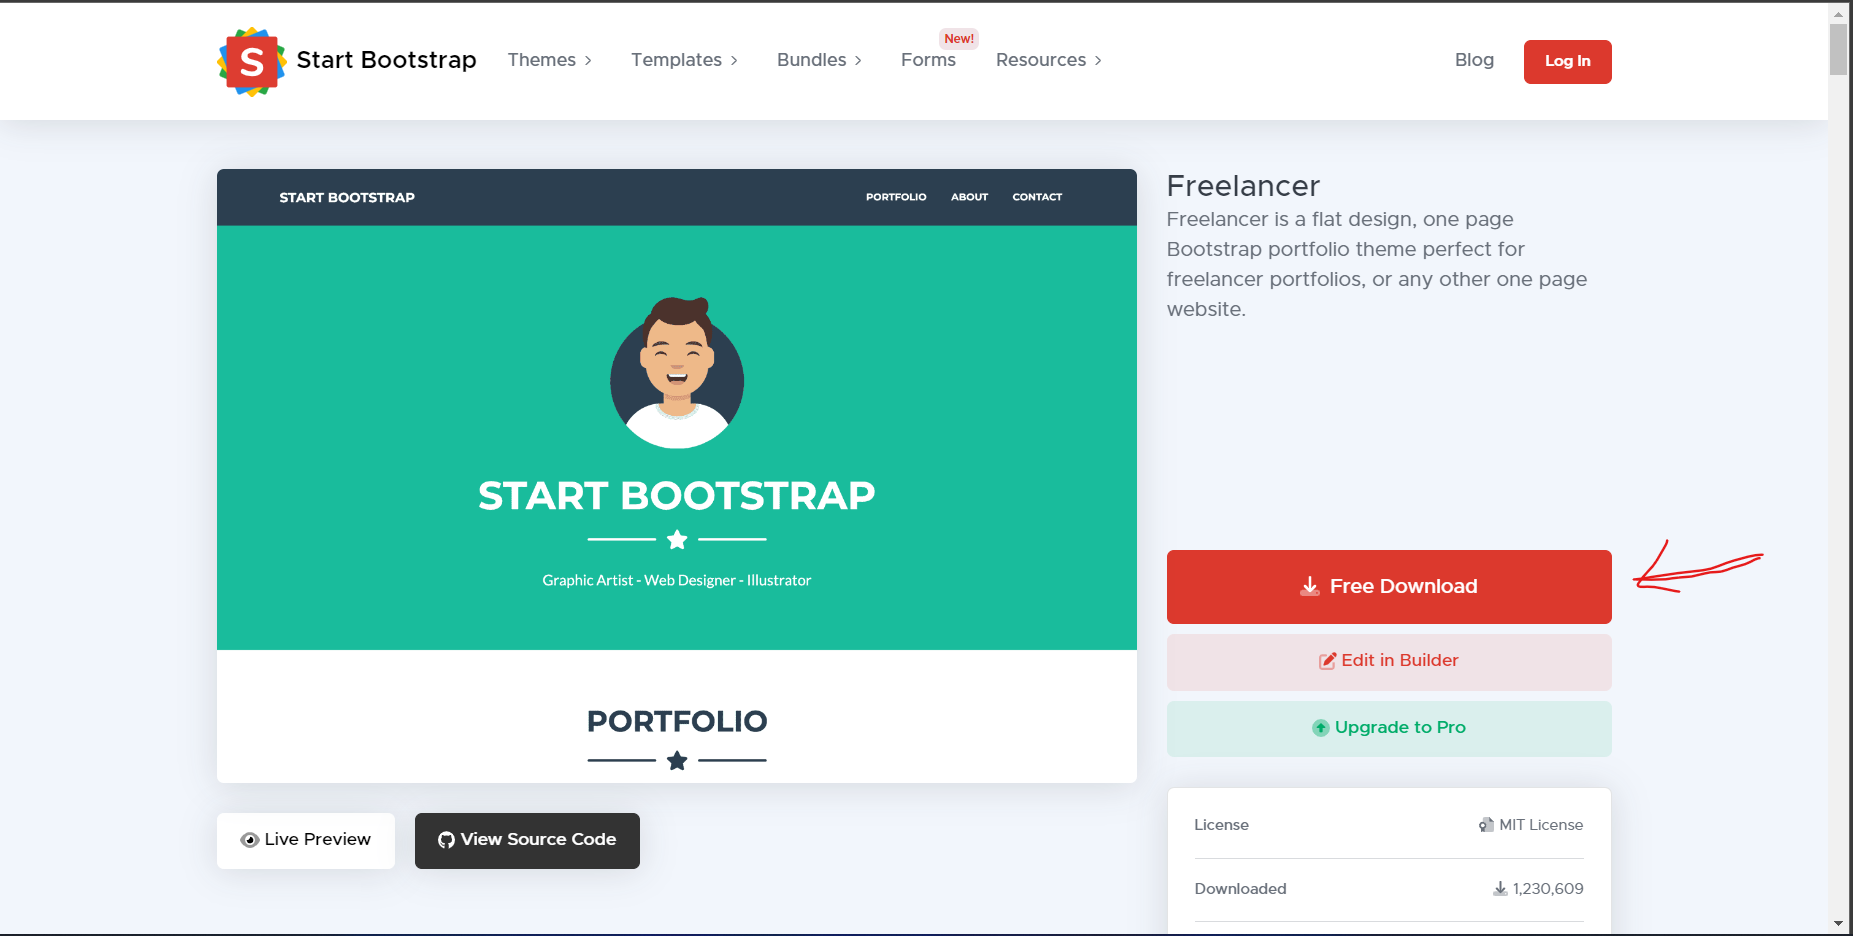 S Start Bootstrap Themes Templates Bundles Forms New! Resources Blog Log In
START BOOTSTRAP PORTFOLIO ABOUT CONTACT
START BOOTSTRAP
Graphic Artist - Web Designer - Illustrator
PORTFOLIO
Live Preview View Source Code
Freelancer
Freelancer is a flat design, one page
Bootstrap portfolio theme perfect for
freelancer portfolios, or any other one page
website.
Free Download
Edit in Builder
Upgrade to Pro
License MIT License
Downloaded 1,230,609